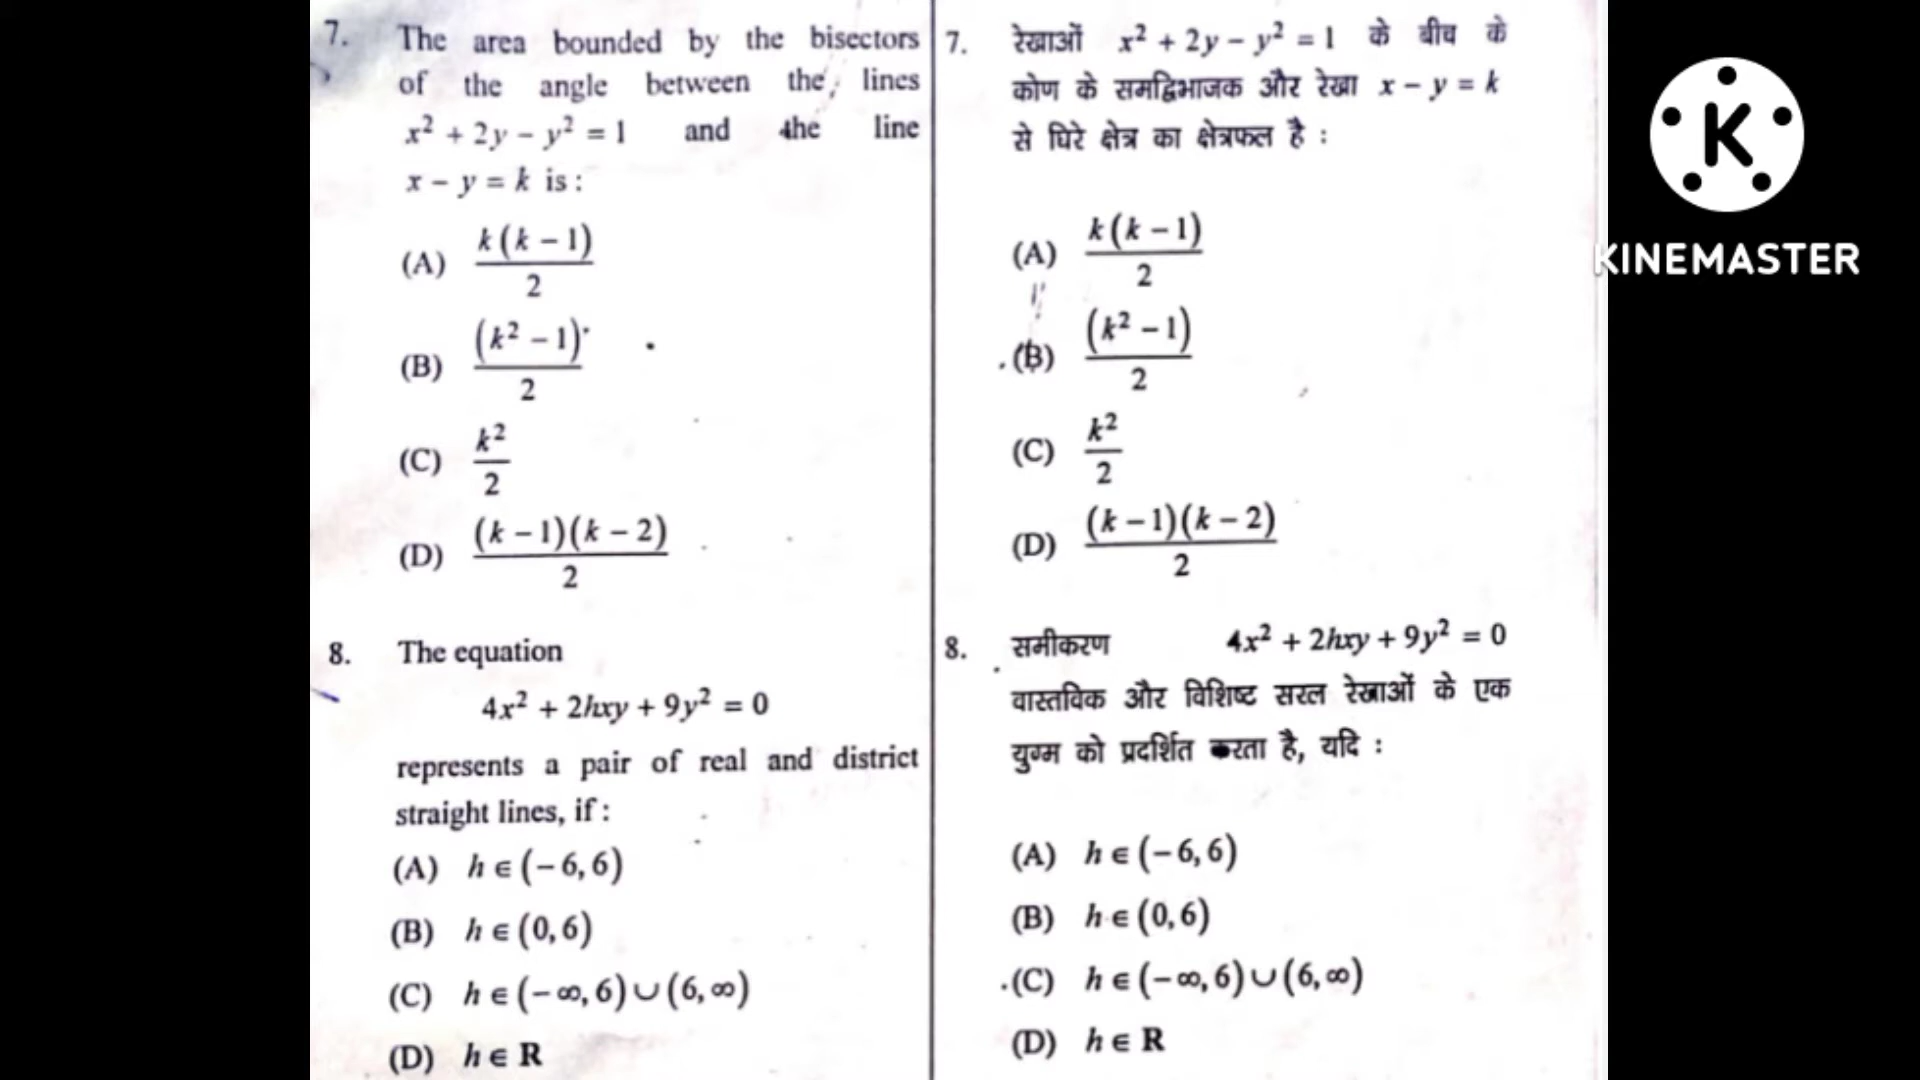 7. The area bounded by the bisectors
of the angle between the lines
x² + 2y − y² = 1 and the line
x − y = k is :
(A) k(k − 1)/2
(B) (k² − 1)/2
(C) k²/2
(D) (k − 1)(k − 2)/2
8. The equation
4x² + 2hxy + 9y² = 0
represents a pair of real and district
straight lines, if :
(A) h ∈ (− 6, 6)
(B) h ∈ (0, 6)
(C) h ∈ (− ∞, 6) ∪ (6, ∞)
(D) h ∈ R
7. रेखाओं x² + 2y − y² = 1 के बीच के
कोण के समद्विभाजक और रेखा x − y = k
से घिरे क्षेत्र का क्षेत्रफल है :
(A) k(k − 1)/2
(B) (k² − 1)/2
(C) k²/2
(D) (k − 1)(k − 2)/2
8. समीकरण 4x² + 2hxy + 9y² = 0
वास्तविक और विशिष्ट सरल रेखाओं के एक
युग्म को प्रदर्शित करता है, यदि :
(A) h ∈ (− 6, 6)
(B) h ∈ (0, 6)
(C) h ∈ (− ∞, 6) ∪ (6, ∞)
(D) h ∈ R
K
KINEMASTER